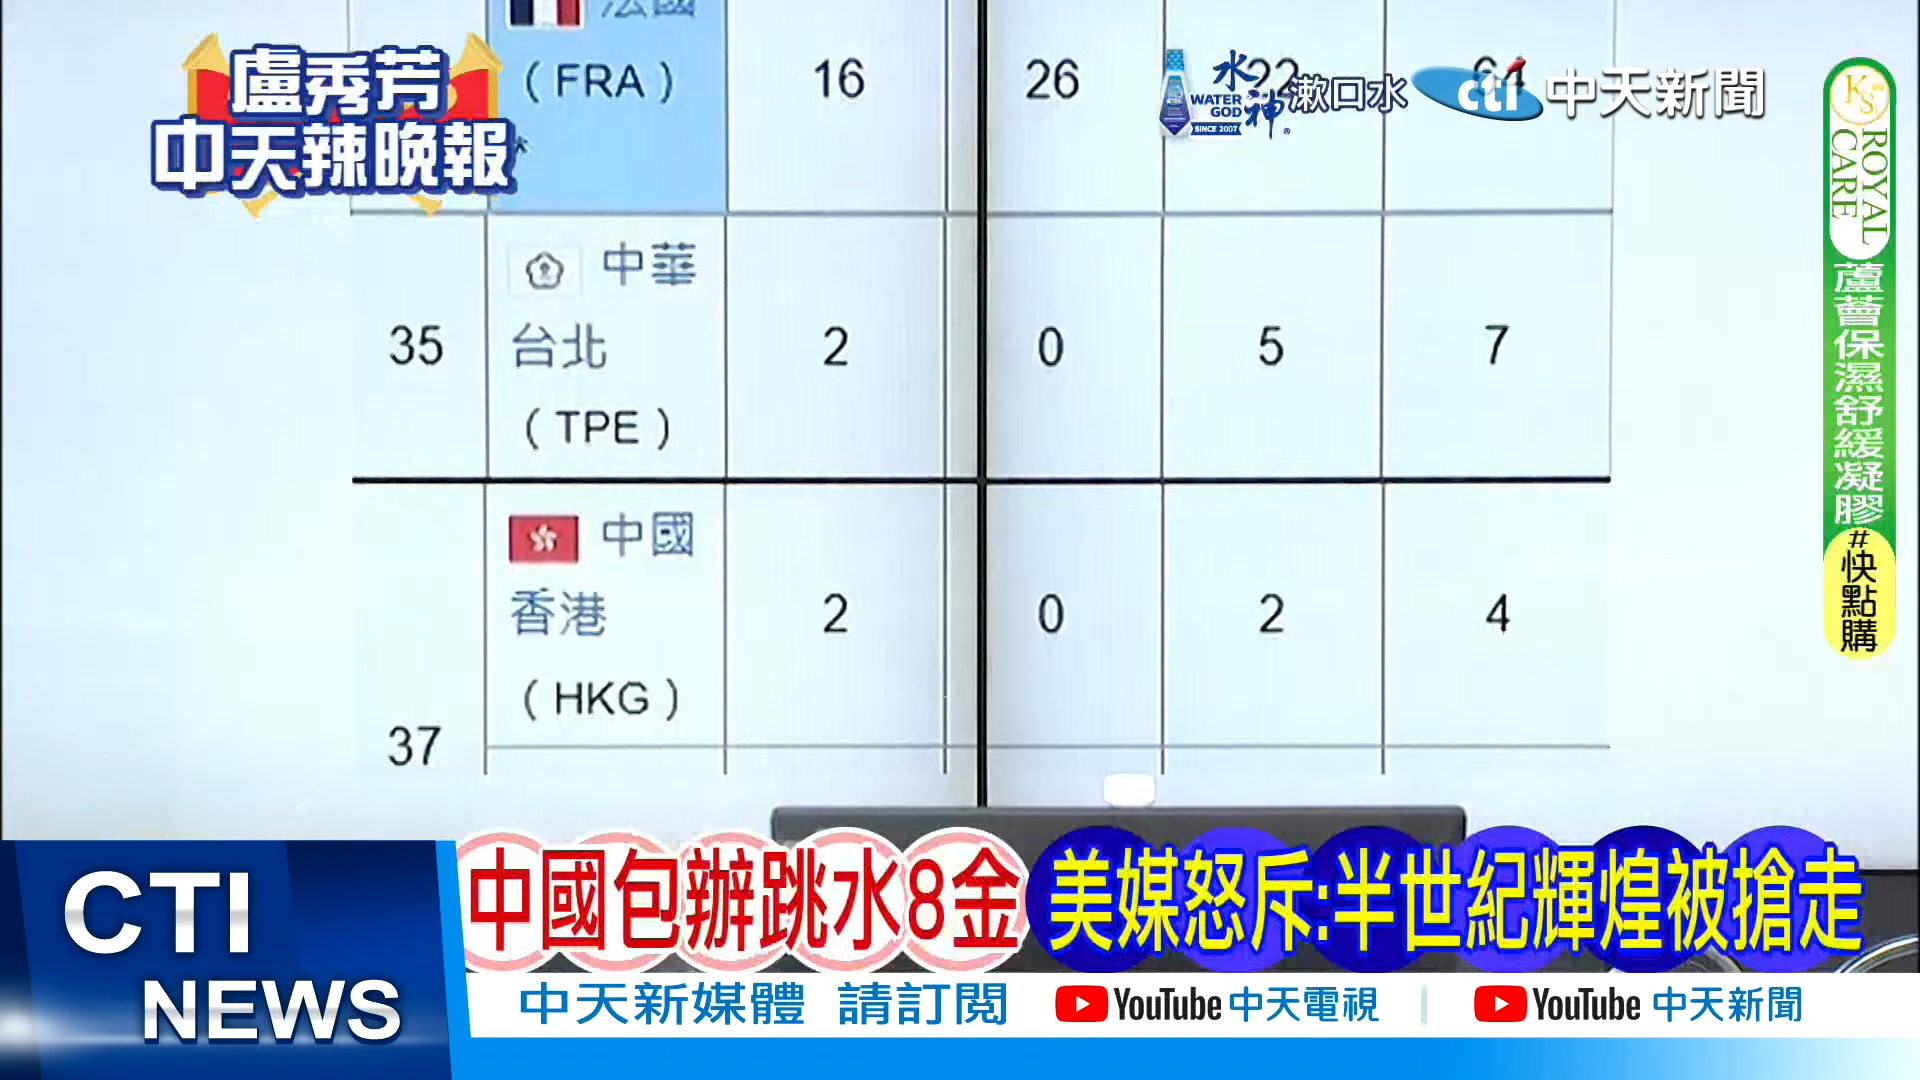 法國
(FRA)
*
16
26
22
64
盧秀芳
中天辣晚報
水神
WATER
GOD
SINCE 2007
漱口水
cti 中天新聞
KS
ROYAL
CARE
蘆薈保濕舒緩凝膠
#快點購
35
中華
台北
(TPE)
2
0
5
7
中國
香港
(HKG)
2
0
2
4
37
CTI
NEWS
中國包辦跳水8金 美媒怒斥:半世紀輝煌被搶走
中天新媒體 請訂閱 YouTube 中天電視 YouTube 中天新聞